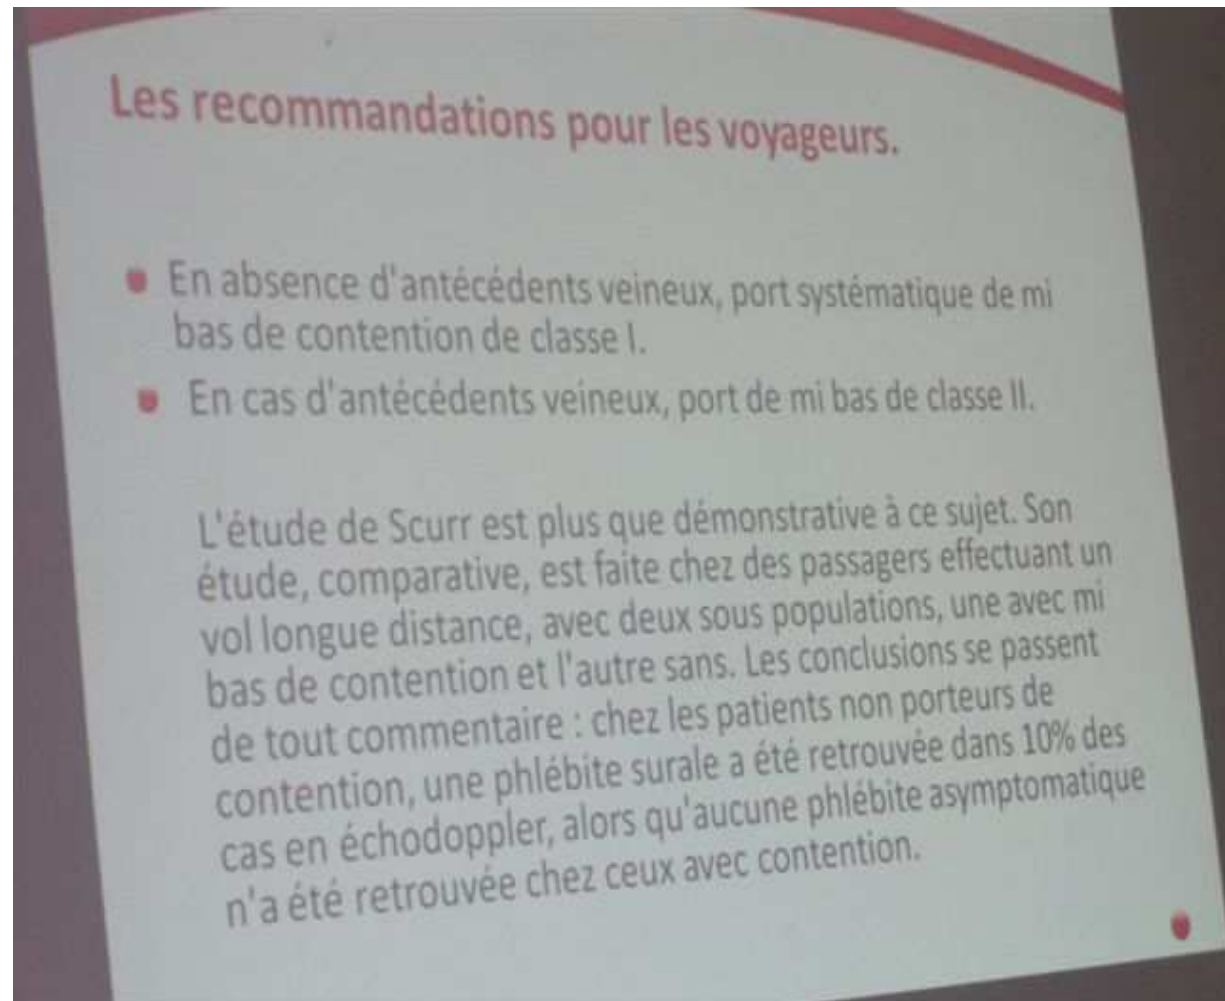 Les recommandations pour les voyageurs.
En absence d'antécédents veineux, port systématique de mi
bas de contention de classe I.
En cas d'antécédents veineux, port de mi bas de classe II.
L'étude de Scurr est plus que démonstrative à ce sujet. Son
étude, comparative, est faite chez des passagers effectuant un
vol longue distance, avec deux sous populations, une avec mi
bas de contention et l'autre sans. Les conclusions se passent
de tout commentaire : chez les patients non porteurs de
contention, une phlébite surale a été retrouvée dans 10% des
cas en échodoppler, alors qu'aucune phlébite asymptomatique
n'a été retrouvée chez ceux avec contention.